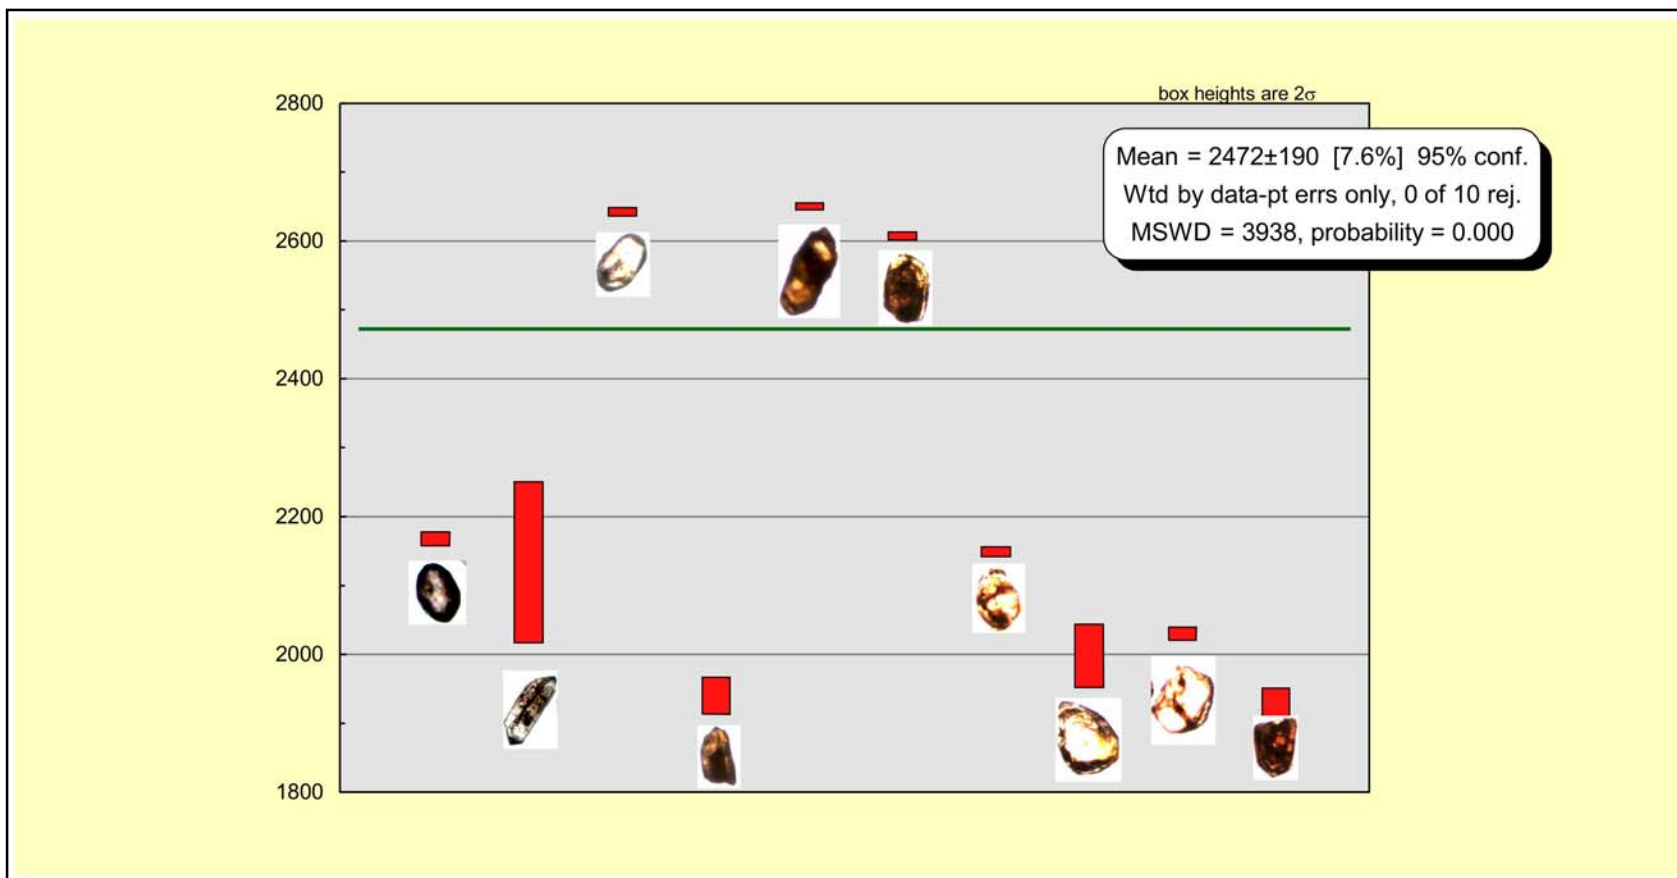 box heights are 2σ
2800
Mean = 2472±190 [7.6%] 95% conf.
Wtd by data-pt errs only, 0 of 10 rej.
MSWD = 3938, probability = 0.000
2600
2400
2200
2000
1800